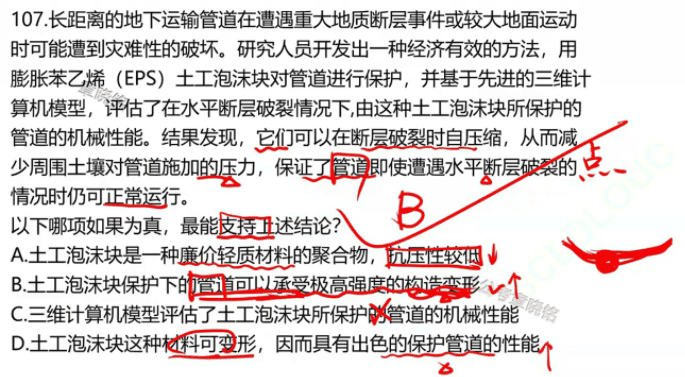 107.长距离的地下运输管道在遭遇重大地质断层事件或较大地面运动
时可能遭到灾难性的破坏。研究人员开发出一种经济有效的方法，用
膨胀苯乙烯（EPS）土工泡沫块对管道进行保护，并基于先进的三维计
算机模型，评估了在水平断层破裂情况下,由这种土工泡沫块所保护的
管道的机械性能。结果发现，它们可以在断层破裂时自压缩，从而减
少周围土壤对管道施加的压力，保证了管道即使遭遇水平断层破裂的
情况时仍可正常运行。
点
B
以下哪项如果为真，最能支持上述结论？
A.土工泡沫块是一种廉价轻质材料的聚合物，抗压性较低
B.土工泡沫块保护下的管道可以承受极高强度的构造变形
C.三维计算机模型评估了土工泡沫块所保护的管道的机械性能
D.土工泡沫块这种材料可变形，因而具有出色的保护管道的性能